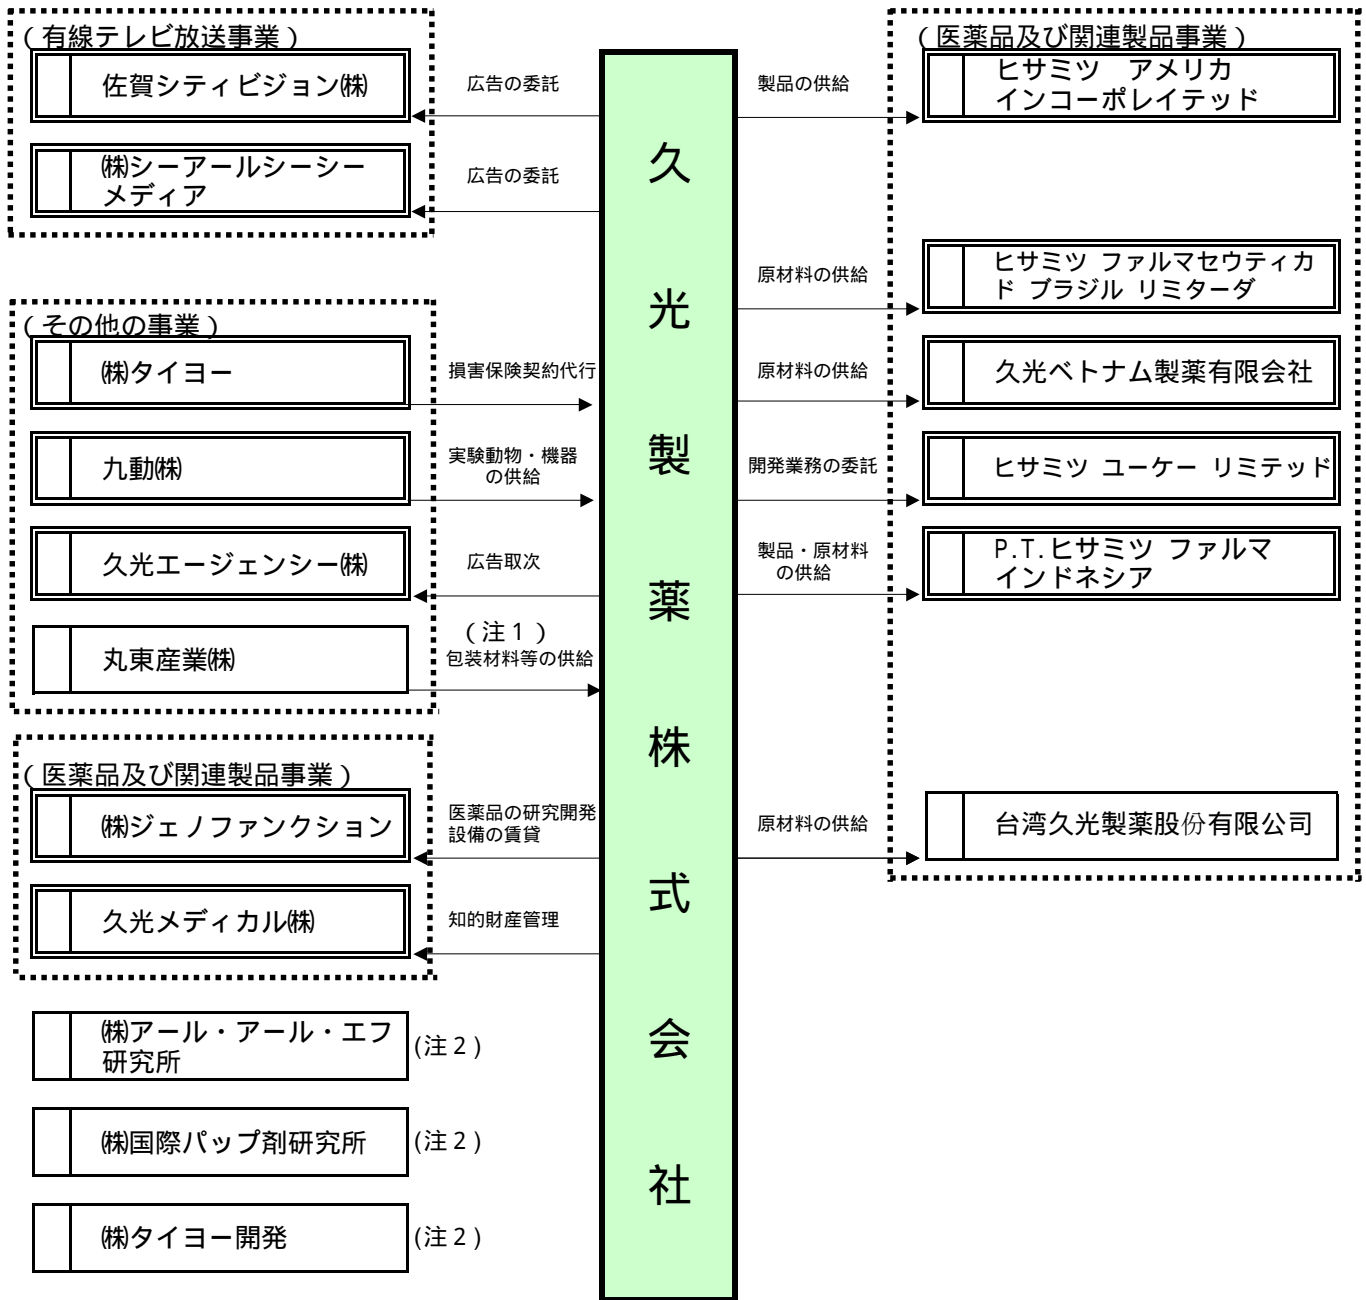 （有線テレビ放送事業）
佐賀シティビジョン㈱
広告の委託
㈱シーアールシーシー
メディア
広告の委託
（その他の事業）
㈱タイヨー
損害保険契約代行
九動㈱
実験動物・機器
の供給
久光エージェンシー㈱
広告取次
丸東産業㈱
（注１）
包装材料等の供給
（医薬品及び関連製品事業）
㈱ジェノファンクション
医薬品の研究開発
設備の賃貸
久光メディカル㈱
知的財産管理
㈱アール・アール・エフ
研究所
(注２)
㈱国際パップ剤研究所
(注２)
㈱タイヨー開発
(注２)
久光製薬株式会社
（医薬品及び関連製品事業）
製品の供給
ヒサミツ　アメリカ
インコーポレイテッド
原材料の供給
ヒサミツ ファルマセウティカ
ド ブラジル リミターダ
原材料の供給
久光ベトナム製薬有限会社
開発業務の委託
ヒサミツ ユーケー リミテッド
製品・原材料
の供給
P.T.ヒサミツ ファルマ
インドネシア
原材料の供給
台湾久光製薬股份有限公司